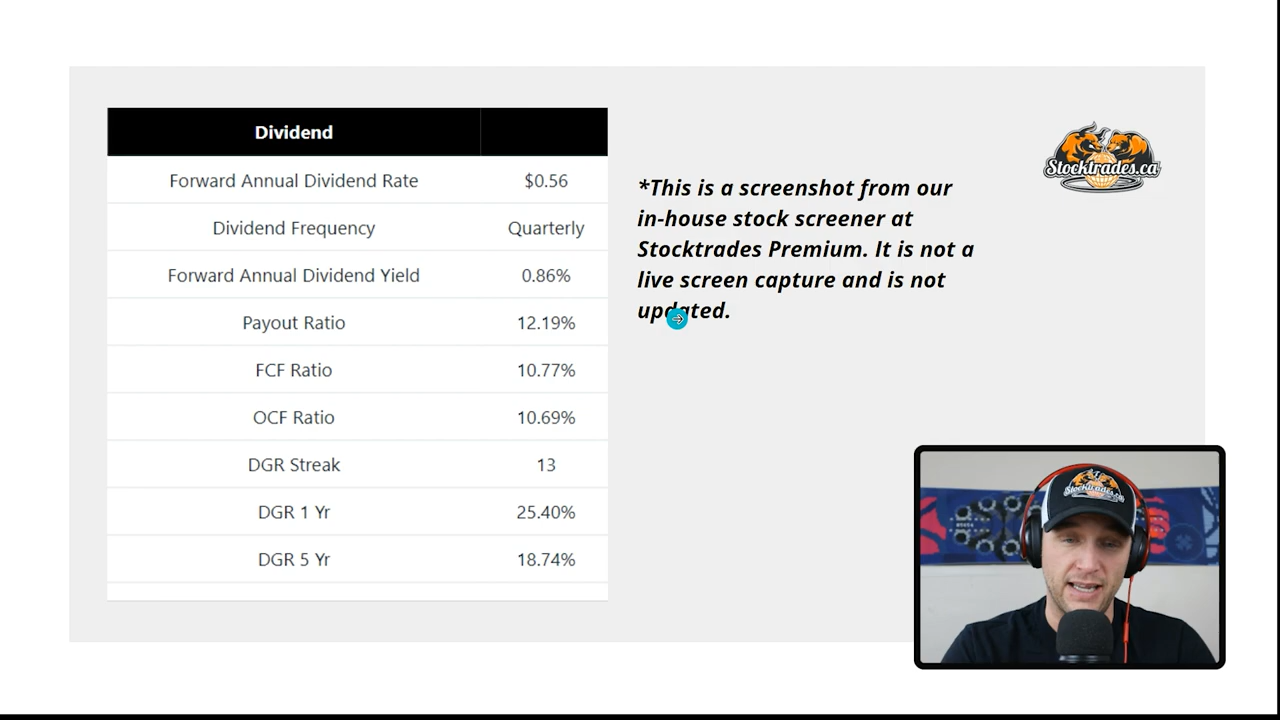 Dividend
Forward Annual Dividend Rate $0.56
Dividend Frequency Quarterly
Forward Annual Dividend Yield 0.86%
Payout Ratio 12.19%
FCF Ratio 10.77%
OCF Ratio 10.69%
DGR Streak 13
DGR 1 Yr 25.40%
DGR 5 Yr 18.74%
*This is a screenshot from our
in-house stock screener at
Stocktrades Premium. It is not a
live screen capture and is not
updated.
Stocktrades.ca
Stocktrades.ca